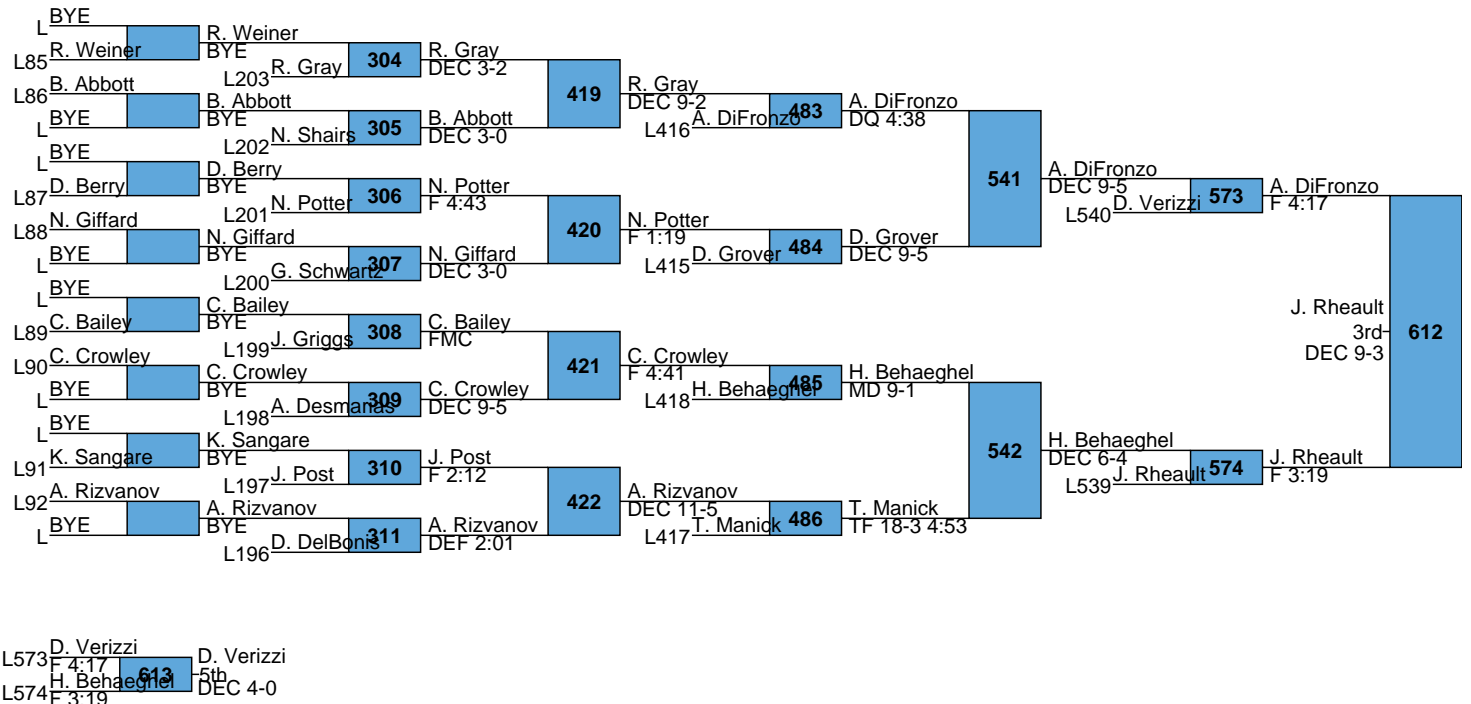 BYE
L
R. Weiner
L85
R. Weiner
BYE
B. Abbott
L86
BYE
L
B. Abbott
BYE
BYE
L
D. Berry
L87
D. Berry
BYE
N. Giffard
L88
BYE
L
N. Giffard
BYE
BYE
L
C. Bailey
L89
C. Bailey
BYE
C. Crowley
L90
BYE
L
C. Crowley
BYE
BYE
L
K. Sangare
L91
K. Sangare
BYE
A. Rizvanov
L92
BYE
L
A. Rizvanov
BYE
L203 R. Gray
304
R. Gray
DEC 3-2
L202 N. Shairs
305
B. Abbott
DEC 3-0
L201 N. Potter
306
N. Potter
F 4:43
L200 G. Schwartz
307
N. Giffard
DEC 3-0
L199 J. Griggs
308
C. Bailey
FMC
L198 A. Desmarias
309
C. Crowley
DEC 9-5
L197 J. Post
310
J. Post
F 2:12
L196 D. DelBonis
311
A. Rizvanov
DEF 2:01
419
R. Gray
DEC 9-2
420
N. Potter
F 1:19
421
C. Crowley
F 4:41
422
A. Rizvanov
DEC 11-5
L416 A. DiFronzo
483
A. DiFronzo
DQ 4:38
L415 D. Grover
484
D. Grover
DEC 9-5
L418 H. Behaeghel
485
H. Behaeghel
MD 9-1
L417 T. Manick
486
T. Manick
TF 18-3 4:53
541
A. DiFronzo
DEC 9-5
542
H. Behaeghel
DEC 6-4
L540 D. Verizzi
573
A. DiFronzo
F 4:17
L539 J. Rheault
574
J. Rheault
F 3:19
612
J. Rheault
3rd
DEC 9-3
L573 D. Verizzi
F 4:17
L574 H. Behaeghel
F 3:19
613
D. Verizzi
5th
DEC 4-0